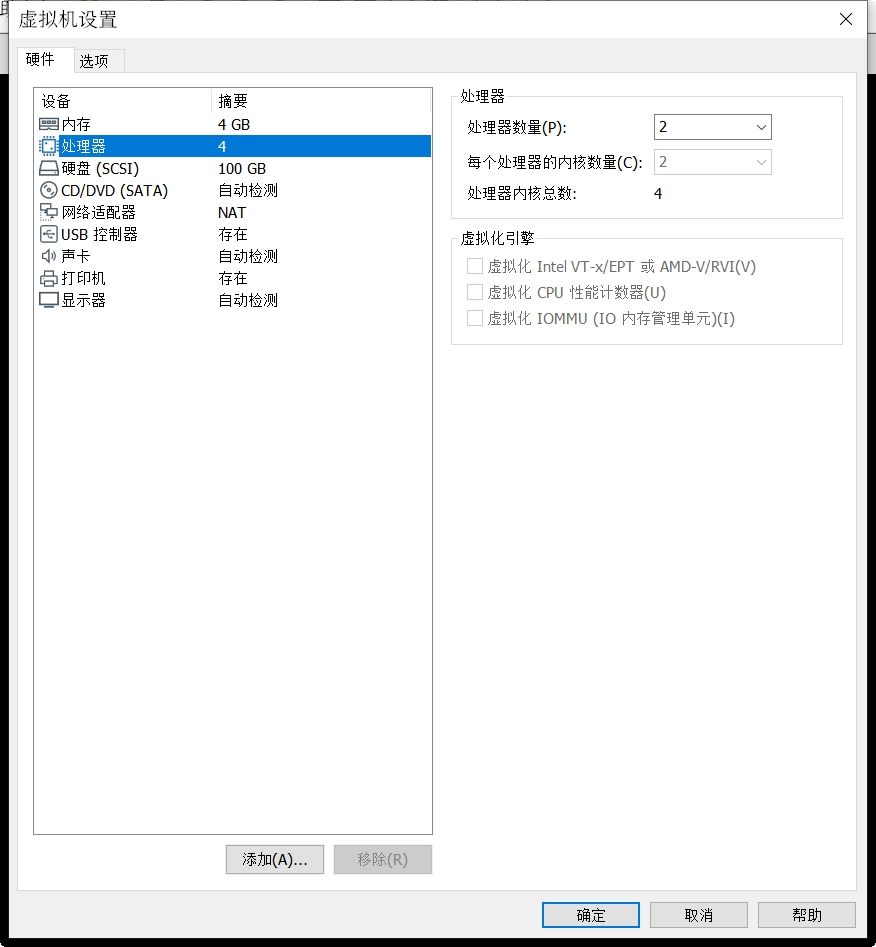 虚拟机设置
硬件 选项
设备 摘要
内存 4 GB
处理器 4
硬盘 (SCSI) 100 GB
CD/DVD (SATA) 自动检测
网络适配器 NAT
USB 控制器 存在
声卡 自动检测
打印机 存在
显示器 自动检测
添加(A)... 移除(R)
处理器
处理器数量(P): 2
每个处理器的内核数量(C): 2
处理器内核总数: 4
虚拟化引擎
虚拟化 Intel VT-x/EPT 或 AMD-V/RVI(V)
虚拟化 CPU 性能计数器(U)
虚拟化 IOMMU (IO 内存管理单元)(I)
确定 取消 帮助